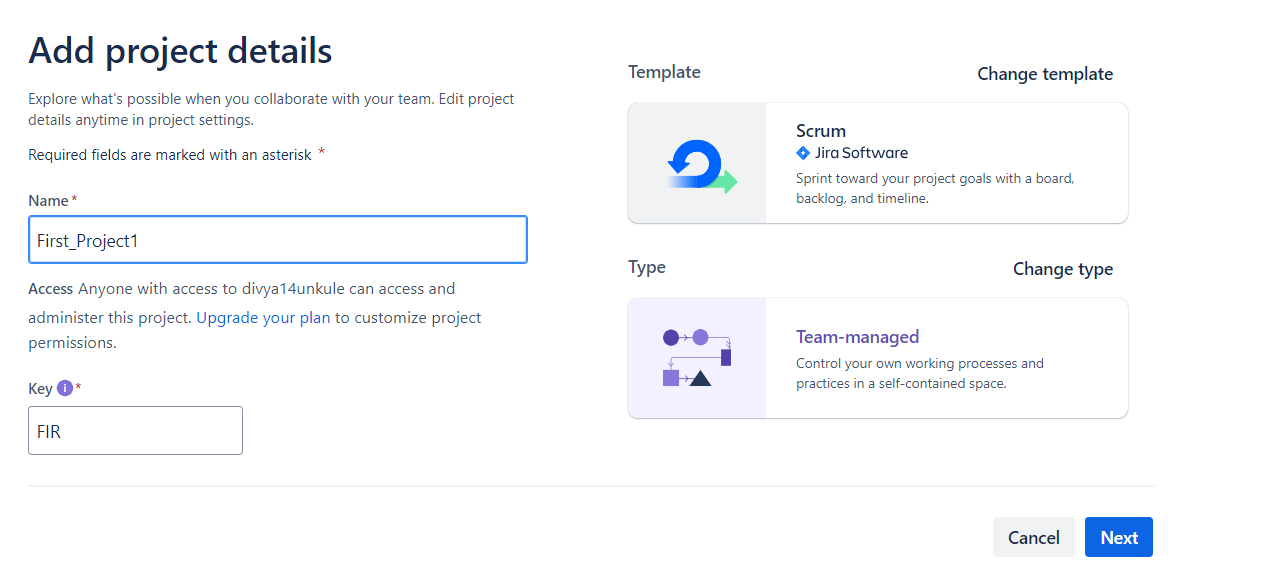 Add project details
Explore what's possible when you collaborate with your team. Edit project
details anytime in project settings.
Required fields are marked with an asterisk *
Name *
First_Project1
Access Anyone with access to divya14unkule can access and
administer this project. Upgrade your plan to customize project
permissions.
Key i *
FIR
Template
Change template
Scrum
Jira Software
Sprint toward your project goals with a board,
backlog, and timeline.
Type
Change type
Team-managed
Control your own working processes and
practices in a self-contained space.
Cancel
Next